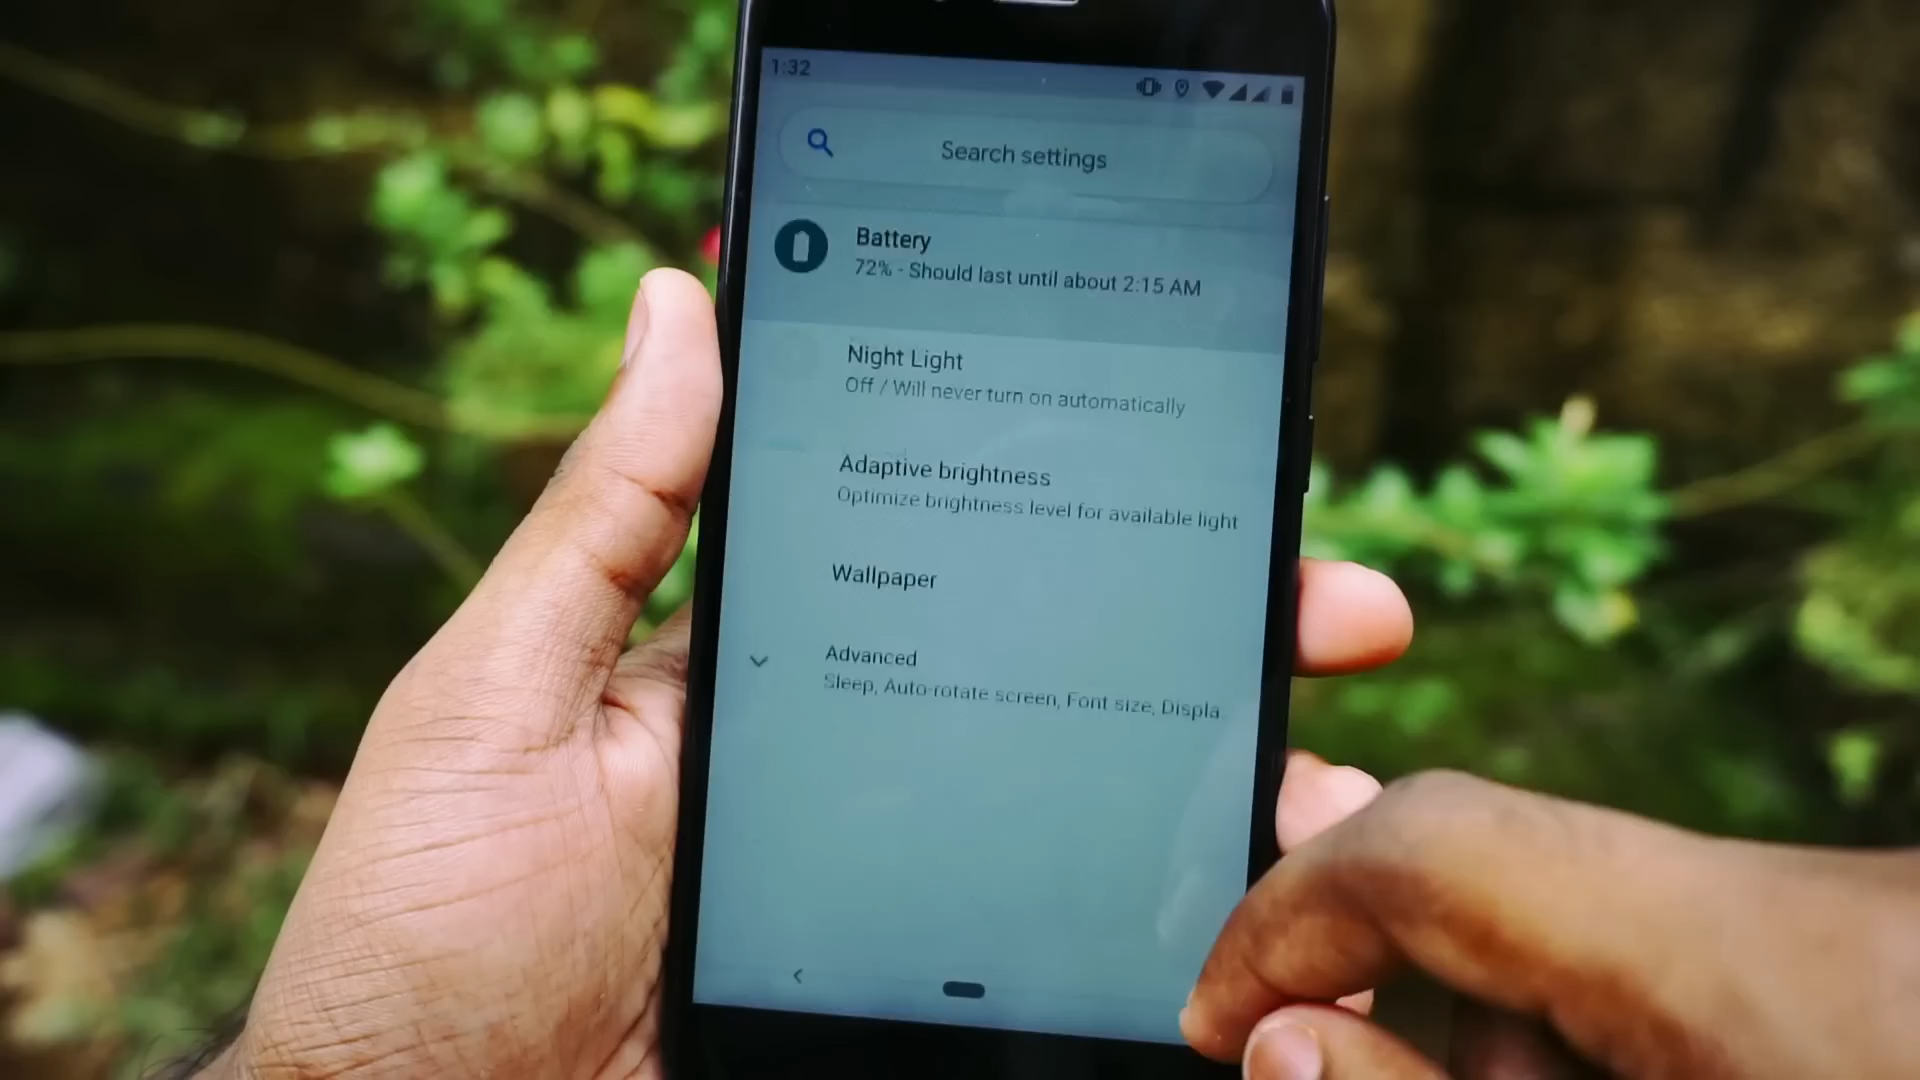 1:32
Search settings
Battery
72% - Should last until about 2:15 AM
Night Light
Off / Will never turn on automatically
Adaptive brightness
Optimize brightness level for available light
Wallpaper
Advanced
Sleep, Auto-rotate screen, Font size, Displa